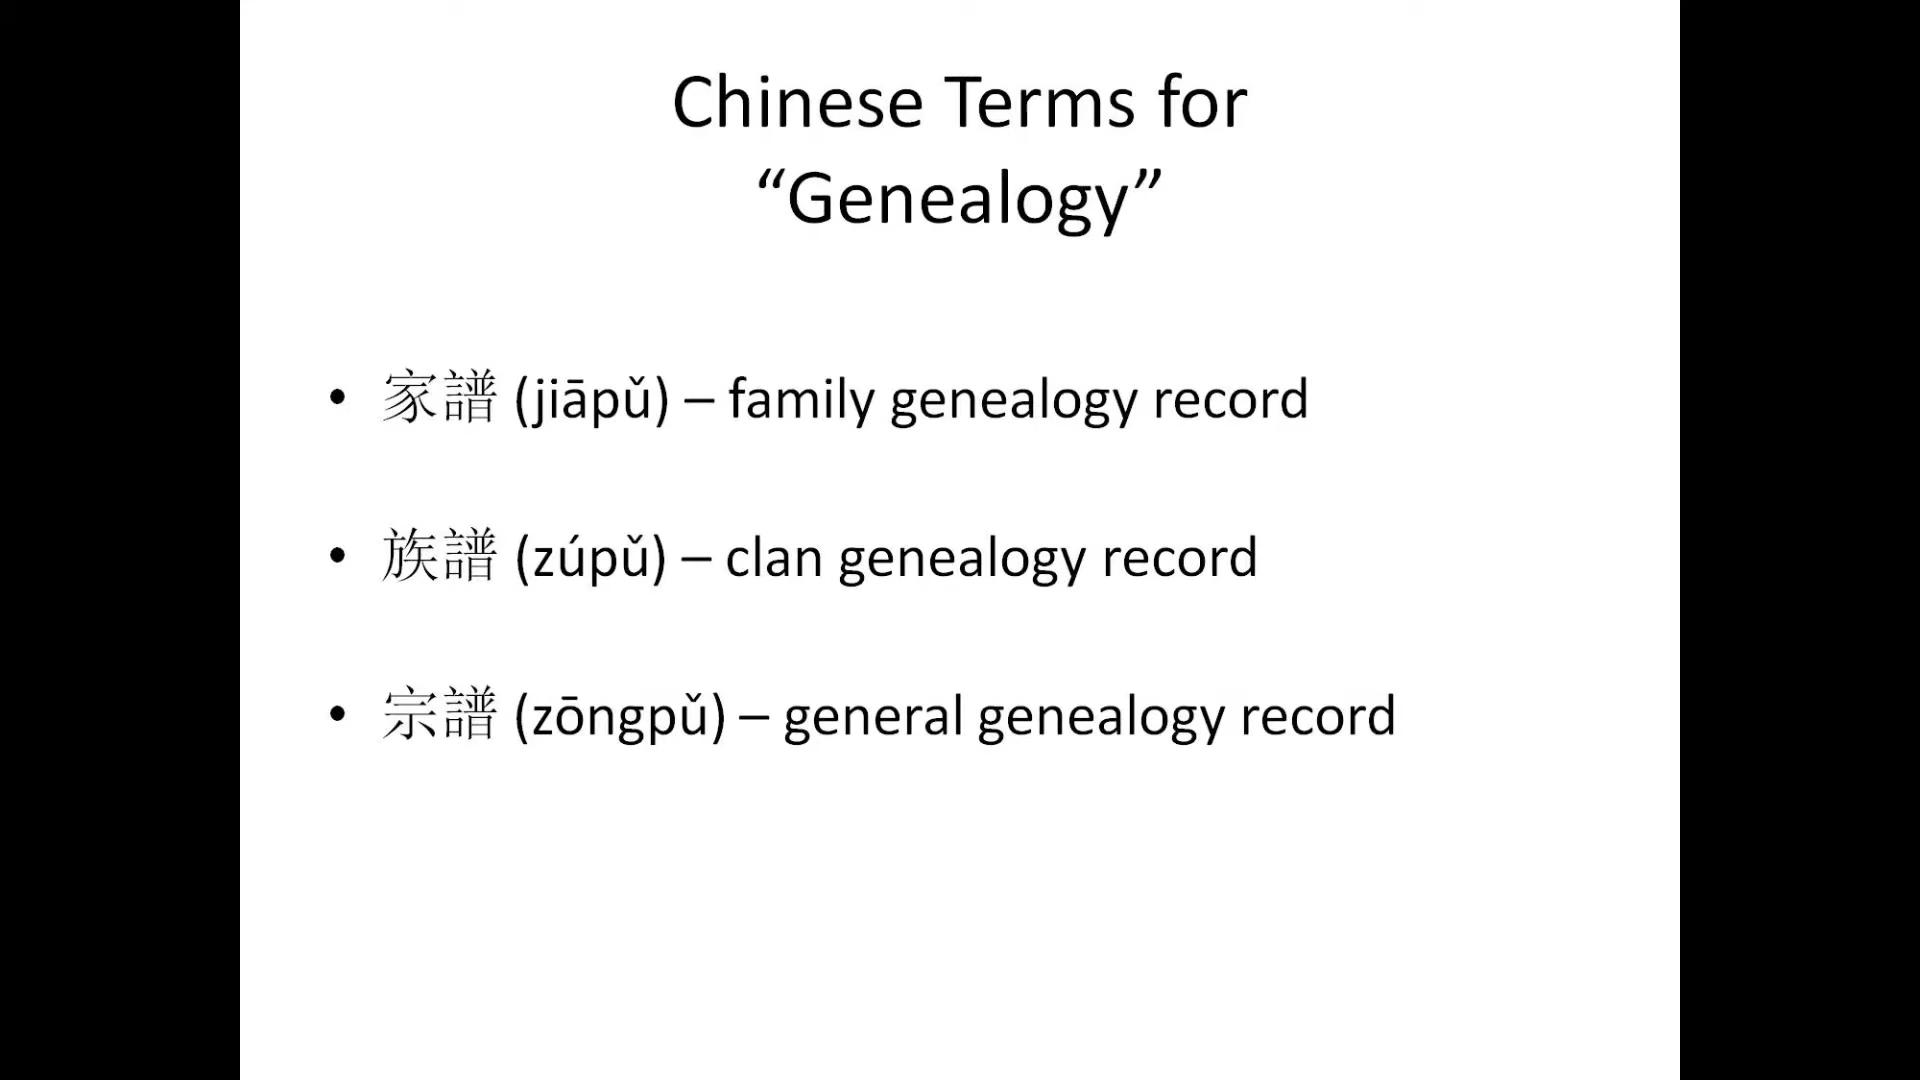 Chinese Terms for
“Genealogy”
• 家譜 (jiāpǔ) – family genealogy record
• 族譜 (zúpǔ) – clan genealogy record
• 宗譜 (zōngpǔ) – general genealogy record